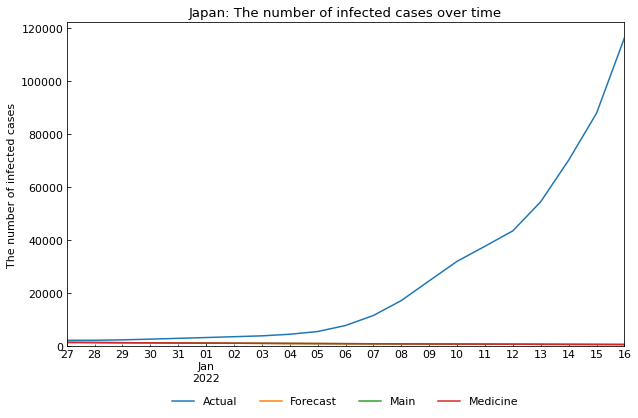 Japan: The number of infected cases over time
The number of infected cases
120000
100000
80000
60000
40000
20000
0
27 28 29 30 31 01 02 03 04 05 06 07 08 09 10 11 12 13 14 15 16
Jan
2022
Actual Forecast Main Medicine